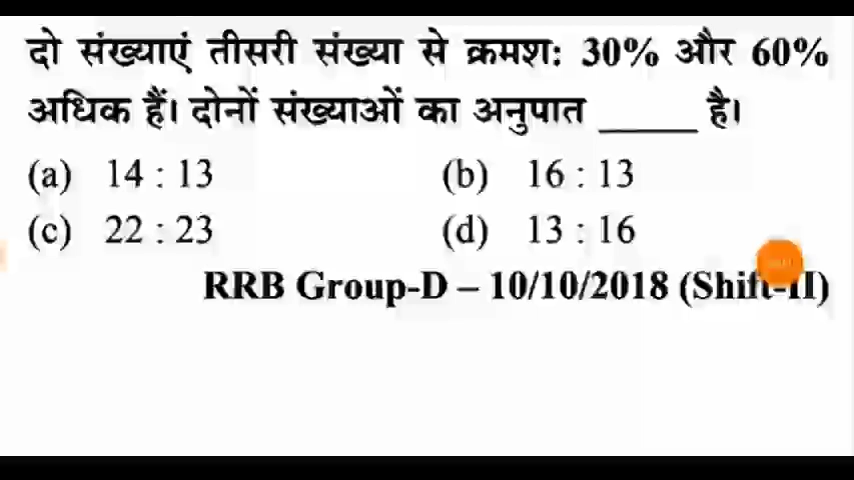 दो संख्याएं तीसरी संख्या से क्रमश: 30% और 60%
अधिक हैं। दोनों संख्याओं का अनुपात _____ है।
(a) 14 : 13 (b) 16 : 13
(c) 22 : 23 (d) 13 : 16
RRB Group-D – 10/10/2018 (Shift-II)